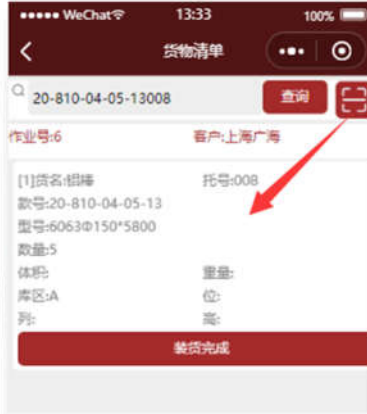 ●●●●● WeChat 13:33 100%
货物清单
20-810-04-05-13008 查询
作业号:6 客户:上海广海
[1]货名:铝棒 托号:008
款号:20-810-04-05-13
型号:6063Φ150*5800
数量:5
体积: 重量:
库区:A 位:
列: 高:
装货完成